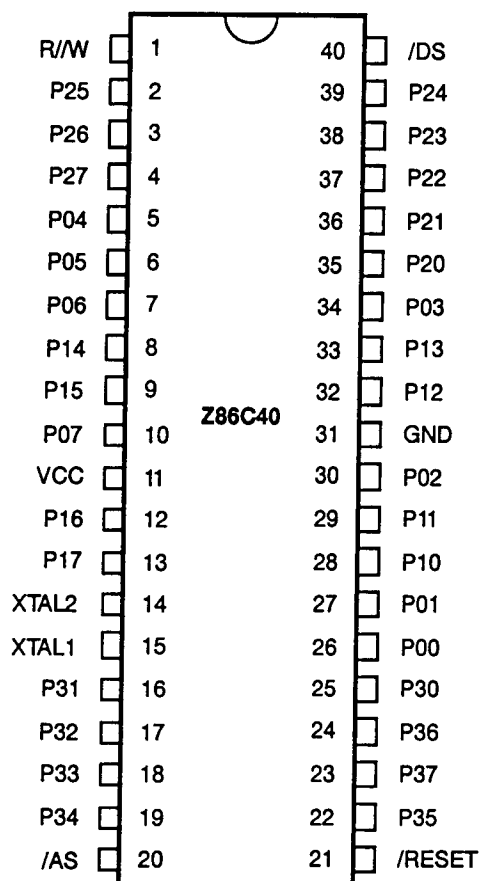 R//W 1 40 /DS
P25 2 39 P24
P26 3 38 P23
P27 4 37 P22
P04 5 36 P21
P05 6 35 P20
P06 7 34 P03
P14 8 33 P13
P15 9 32 P12
Z86C40
P07 10 31 GND
VCC 11 30 P02
P16 12 29 P11
P17 13 28 P10
XTAL2 14 27 P01
XTAL1 15 26 P00
P31 16 25 P30
P32 17 24 P36
P33 18 23 P37
P34 19 22 P35
/AS 20 21 /RESET